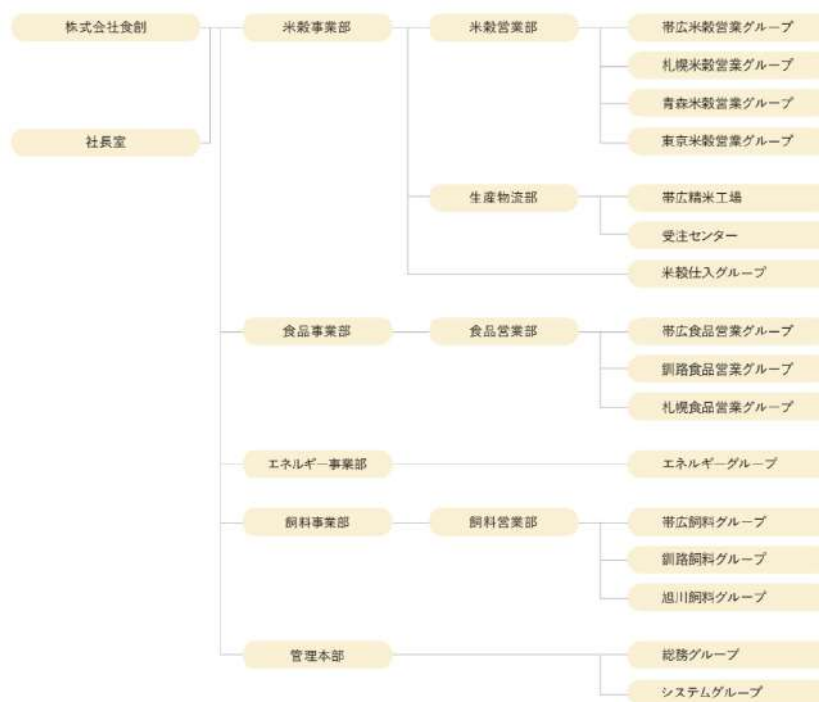 株式会社食創
米穀事業部
米穀営業部
帯広米穀営業グループ
札幌米穀営業グループ
青森米穀営業グループ
社長室
東京米穀営業グループ
生産物流部
帯広精米工場
受注センター
米穀仕入グループ
食品事業部
食品営業部
帯広食品営業グループ
釧路食品営業グループ
札幌食品営業グループ
エネルギー事業部
エネルギーグループ
飼料事業部
飼料営業部
帯広飼料グループ
釧路飼料グループ
旭川飼料グループ
管理本部
総務グループ
システムグループ